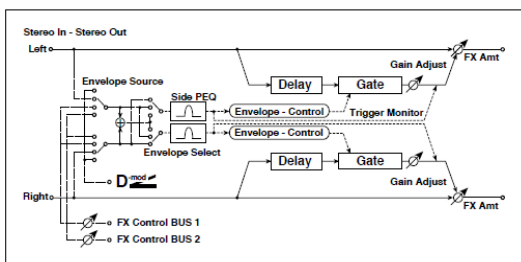 Stereo In - Stereo Out
Left
FX Amt
Gain Adjust
Envelope Source
Side PEQ
Delay
Gate
Envelope - Control
Trigger Monitor
Envelope - Control
Envelope Select
Delay
Gate
D-mod
Gain Adjust
Right
FX Amt
FX Control BUS 1
FX Control BUS 2